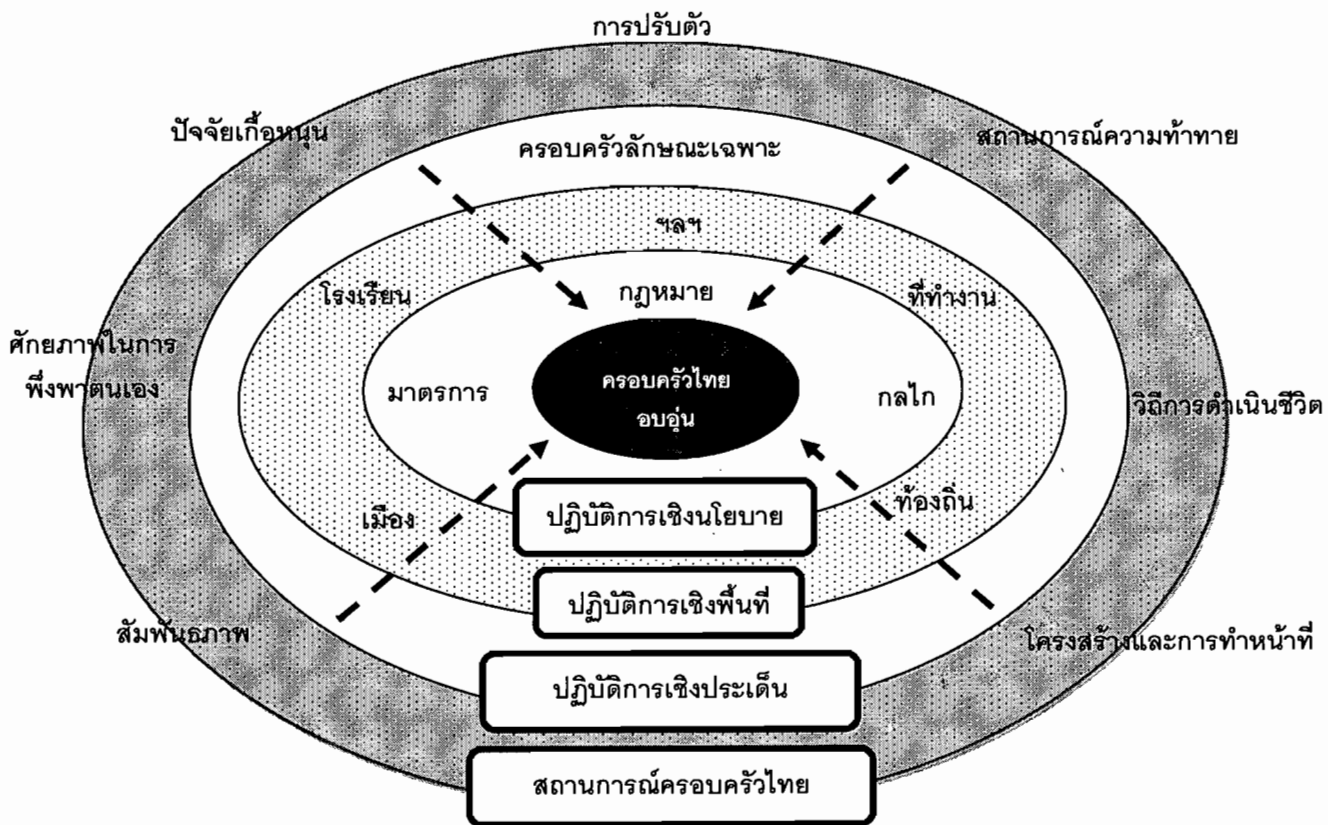 การปรับตัว
ปัจจัยเกื้อหนุน
สถานการณ์ความท้าทาย
ครอบครัวลักษณะเฉพาะ
ฯลฯ
โรงเรียน
ที่ทำงาน
กฎหมาย
ศักยภาพในการ
พึ่งพาตนเอง
มาตรการ
ครอบครัวไทย
อบอุ่น
กลไก
วิถีการดำเนินชีวิต
เมือง
ท้องถิ่น
ปฏิบัติการเชิงนโยบาย
ปฏิบัติการเชิงพื้นที่
สัมพันธภาพ
โครงสร้างและการทำหน้าที่
ปฏิบัติการเชิงประเด็น
สถานการณ์ครอบครัวไทย